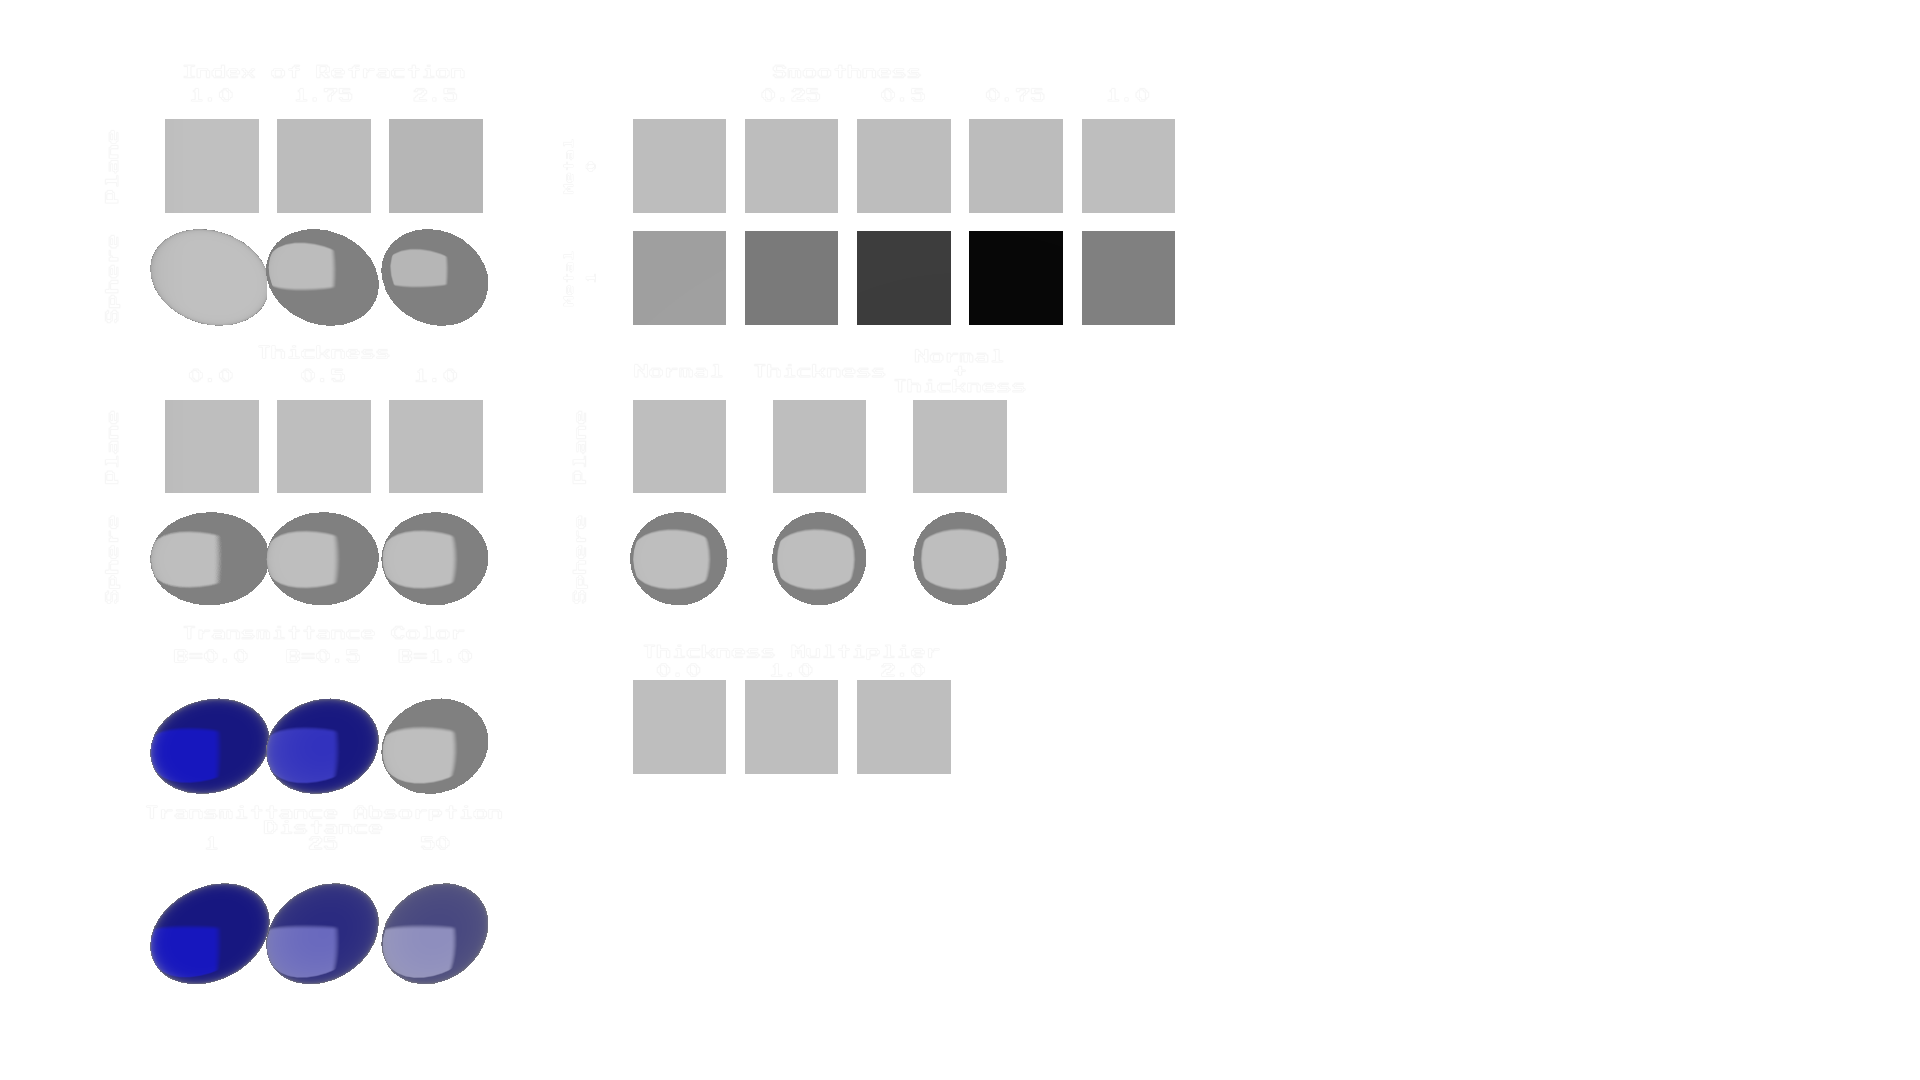 Index of Refraction
1.0 1.75 2.5
Plane
Sphere
Thickness
0.0 0.5 1.0
Plane
Sphere
Transmittance Color
B=0.0 B=0.5 B=1.0
Transmittance Absorption
Distance
1 25 50
Smoothness
0.25 0.5 0.75 1.0
Metal
0
Metal
1
Normal Thickness Normal
+
Thickness
Plane
Sphere
Thickness Multiplier
0.0 1.0 2.0